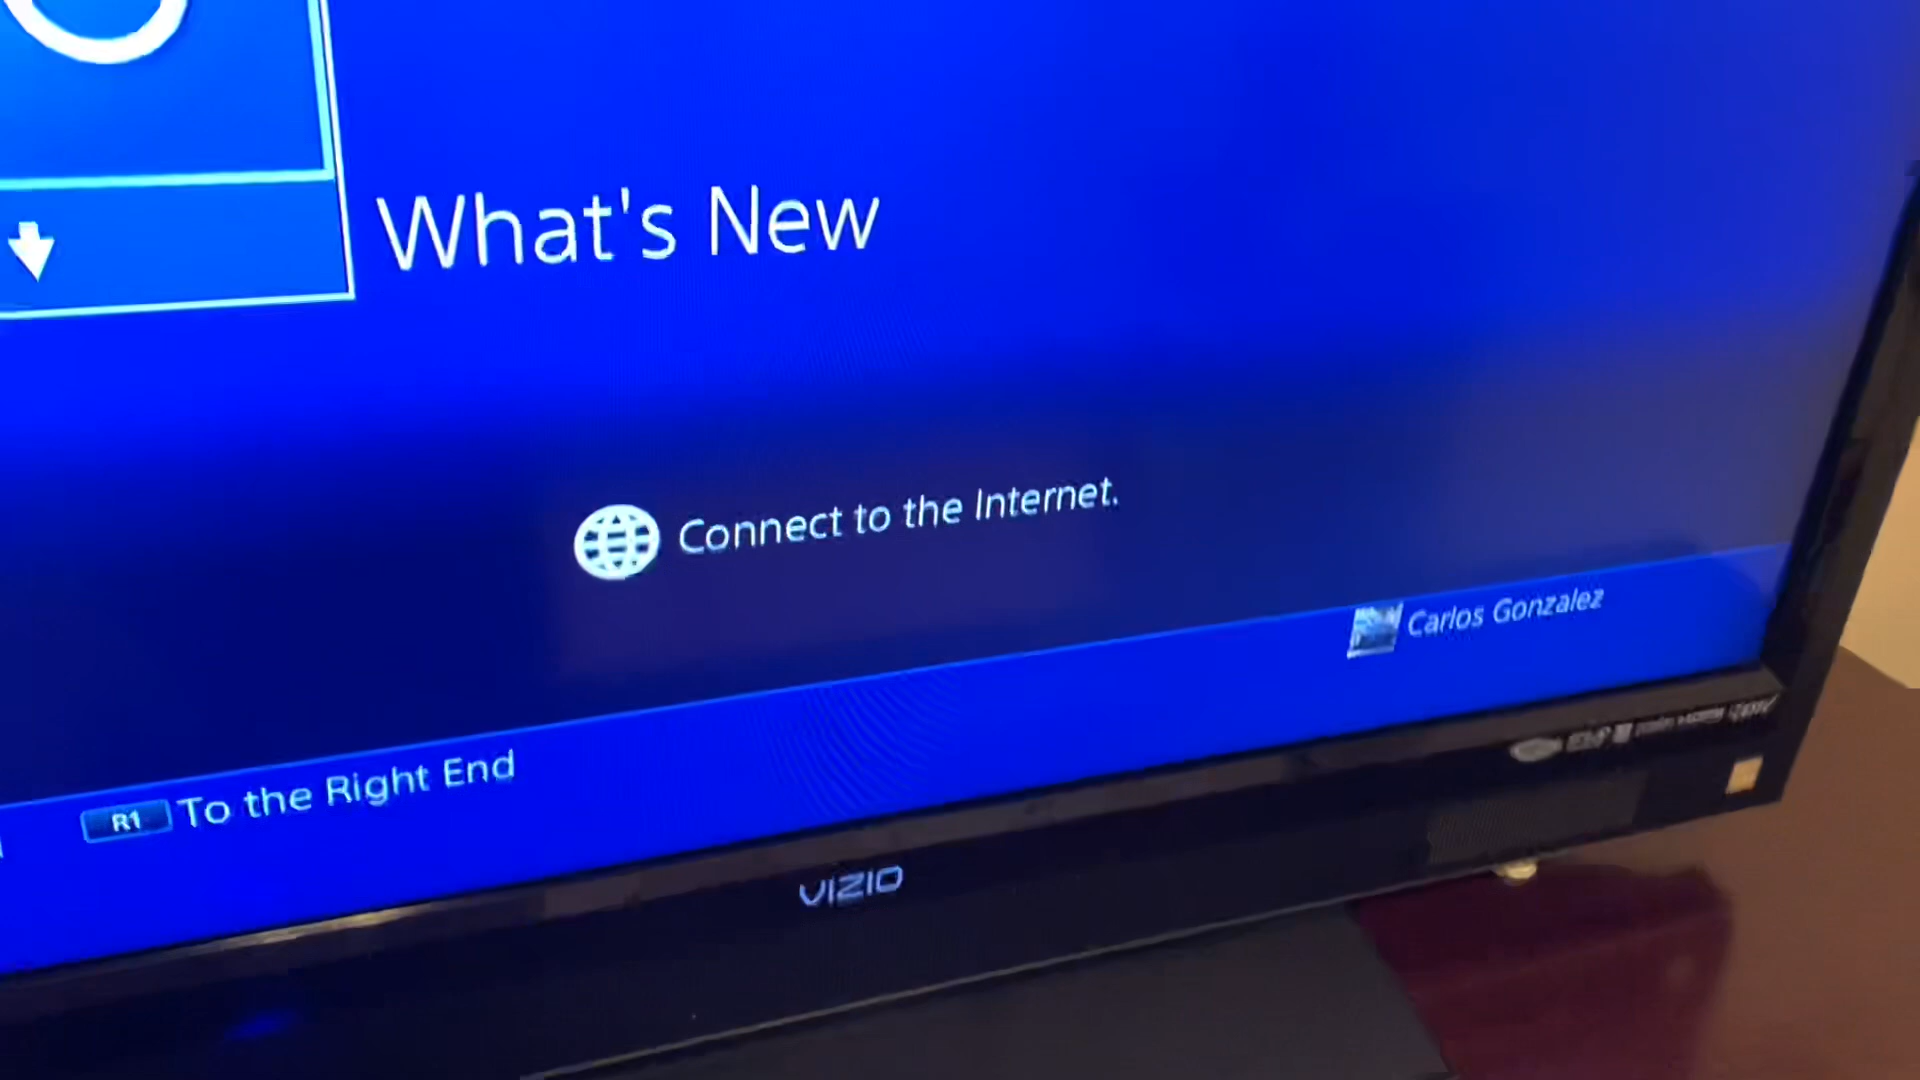 What's New
Connect to the Internet.
Carlos Gonzalez
R1 To the Right End
VIZIO